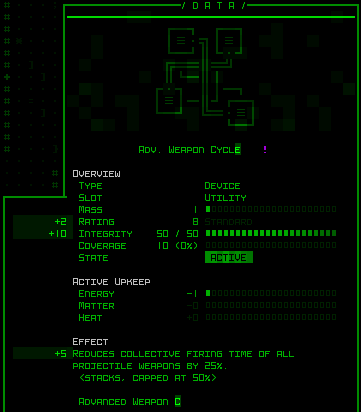 / D A T A /
Adv. Weapon Cycle !
Overview
Type Device
Slot Utility
Mass 1
+2 Rating 8 Standard
+10 Integrity 50 / 50
Coverage 10 (0%)
State ACTIVE
Active Upkeep
Energy -1
Matter -0
Heat +0
Effect
+5 Reduces collective firing time of all
projectile weapons by 25%.
<stacks, capped at 50%>
Advanced Weapon C